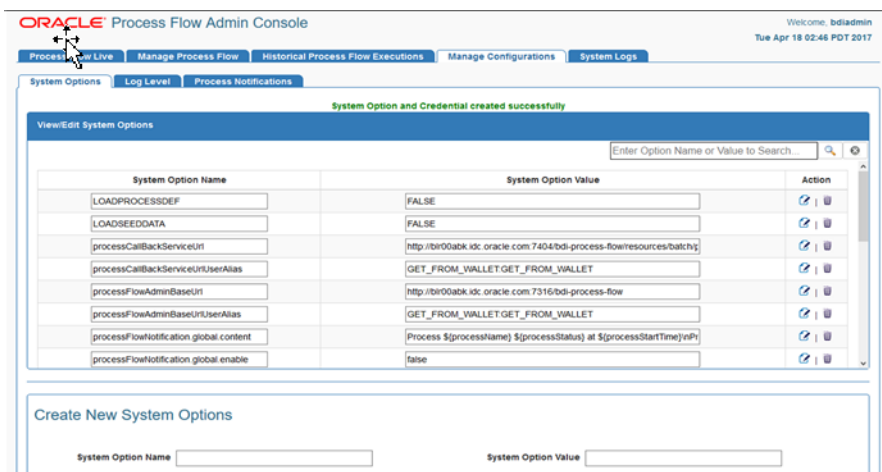 ORACLE Process Flow Admin Console
Welcome, bdiadmin
Tue Apr 18 02:46 PDT 2017
Manage Process Flow Historical Process Flow Executions Manage Configurations System Logs
System Options Log Level Process Notifications
System Option and Credential created successfully
View/Edit System Options
Enter Option Name or Value to Search...
System Option Name System Option Value Action
LOADPROCESSDEF FALSE
LOADSEEDDATA FALSE
processCallBackServiceUrl http://blr00abk.idc.oracle.com:7404/bdi-process-flow/resources/batch/p
processCallBackServiceUrlUserAlias GET_FROM_WALLET:GET_FROM_WALLET
processFlowAdminBaseUrl http://blr00abk.idc.oracle.com:7316/bdi-process-flow
processFlowAdminBaseUrlUserAlias GET_FROM_WALLET:GET_FROM_WALLET
processFlowNotification.global.content Process ${processName} ${processStatus} at ${processStartTime}\nPr
processFlowNotification.global.enable false
Create New System Options
System Option Name System Option Value